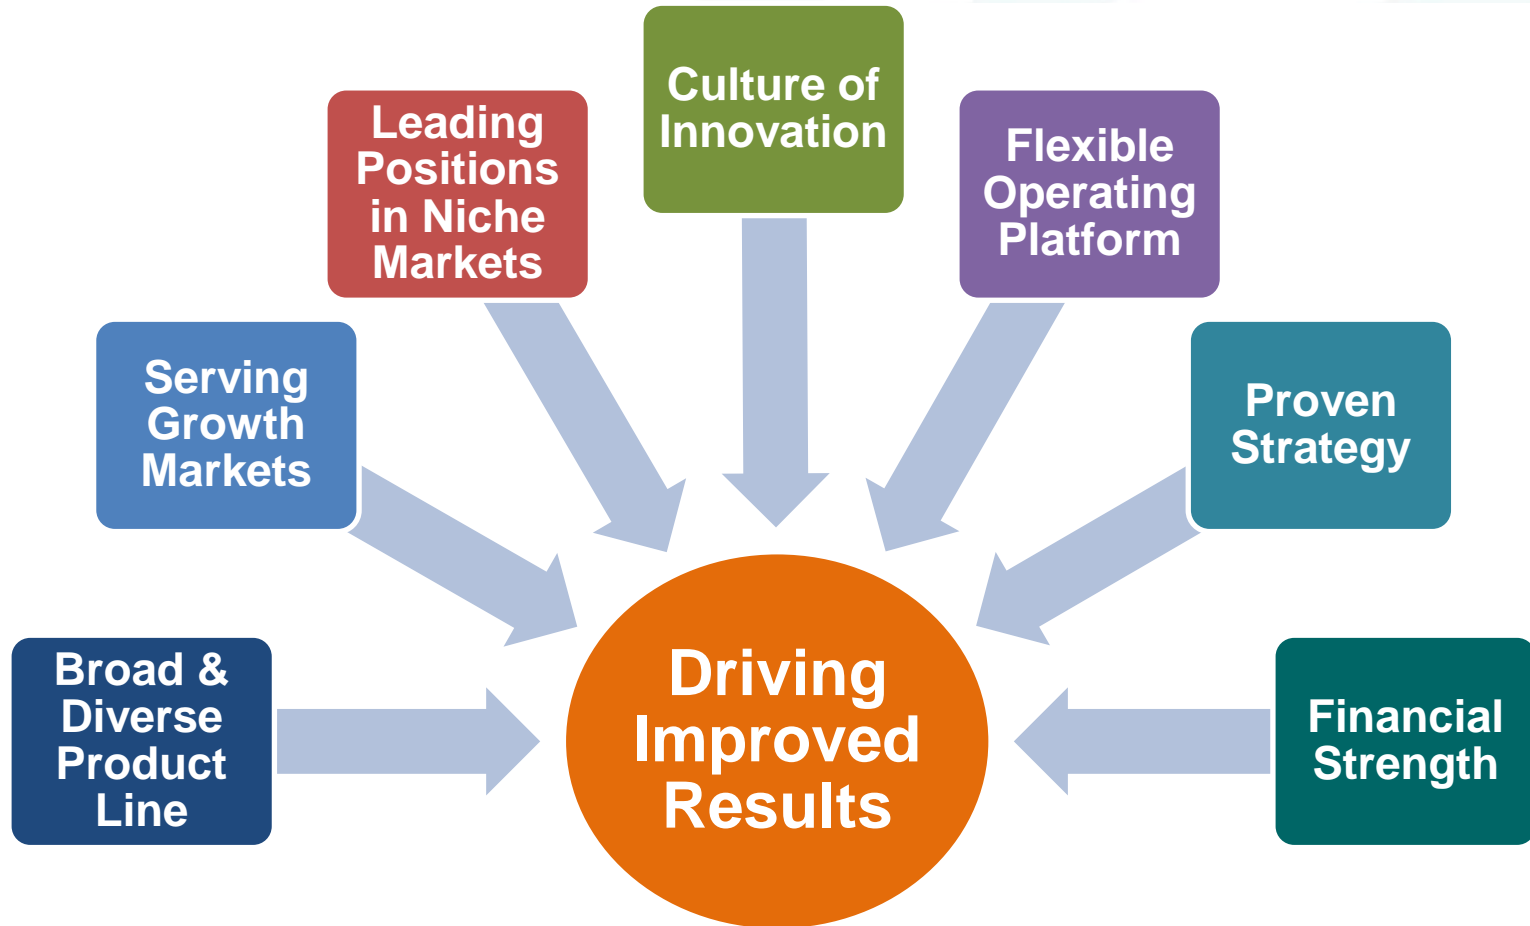 Culture of
Innovation
Leading
Positions
in Niche
Markets
Flexible
Operating
Platform
Serving
Growth
Markets
Proven
Strategy
Broad &
Diverse
Product
Line
Driving
Improved
Results
Financial
Strength